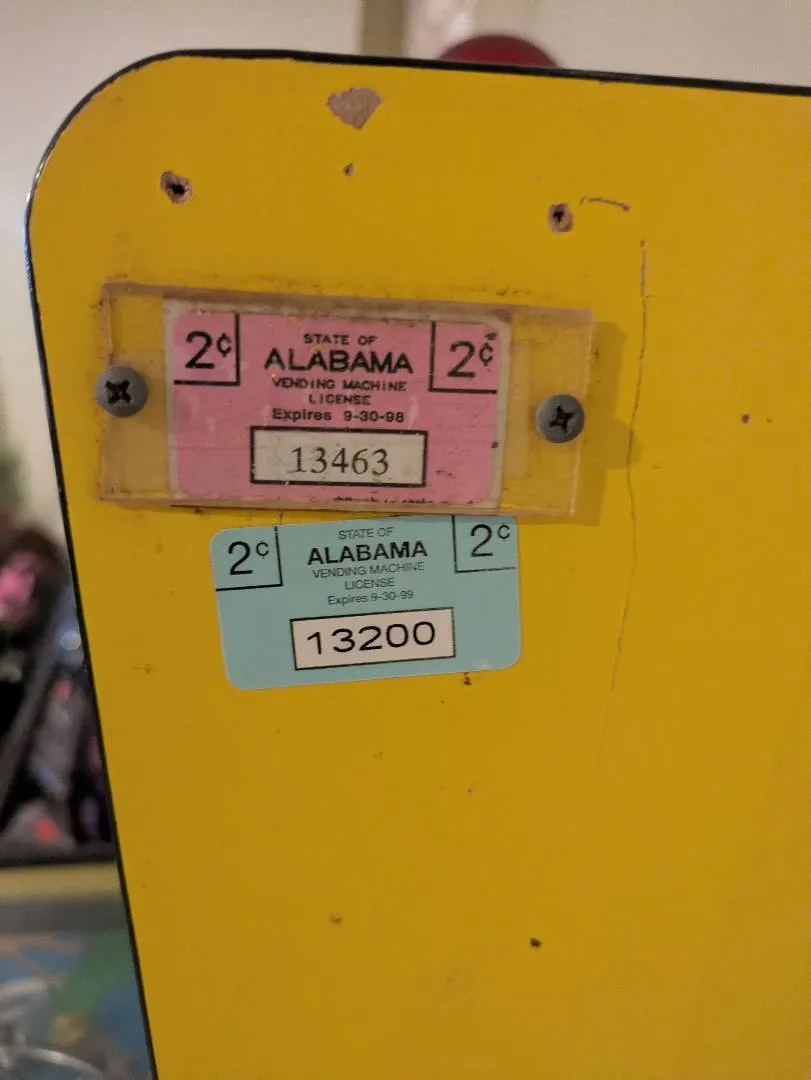 2¢ STATE OF 2¢
ALABAMA
VENDING MACHINE
LICENSE
Expires 9-30-98
13463
2¢ STATE OF 2¢
ALABAMA
VENDING MACHINE
LICENSE
Expires 9-30-99
13200